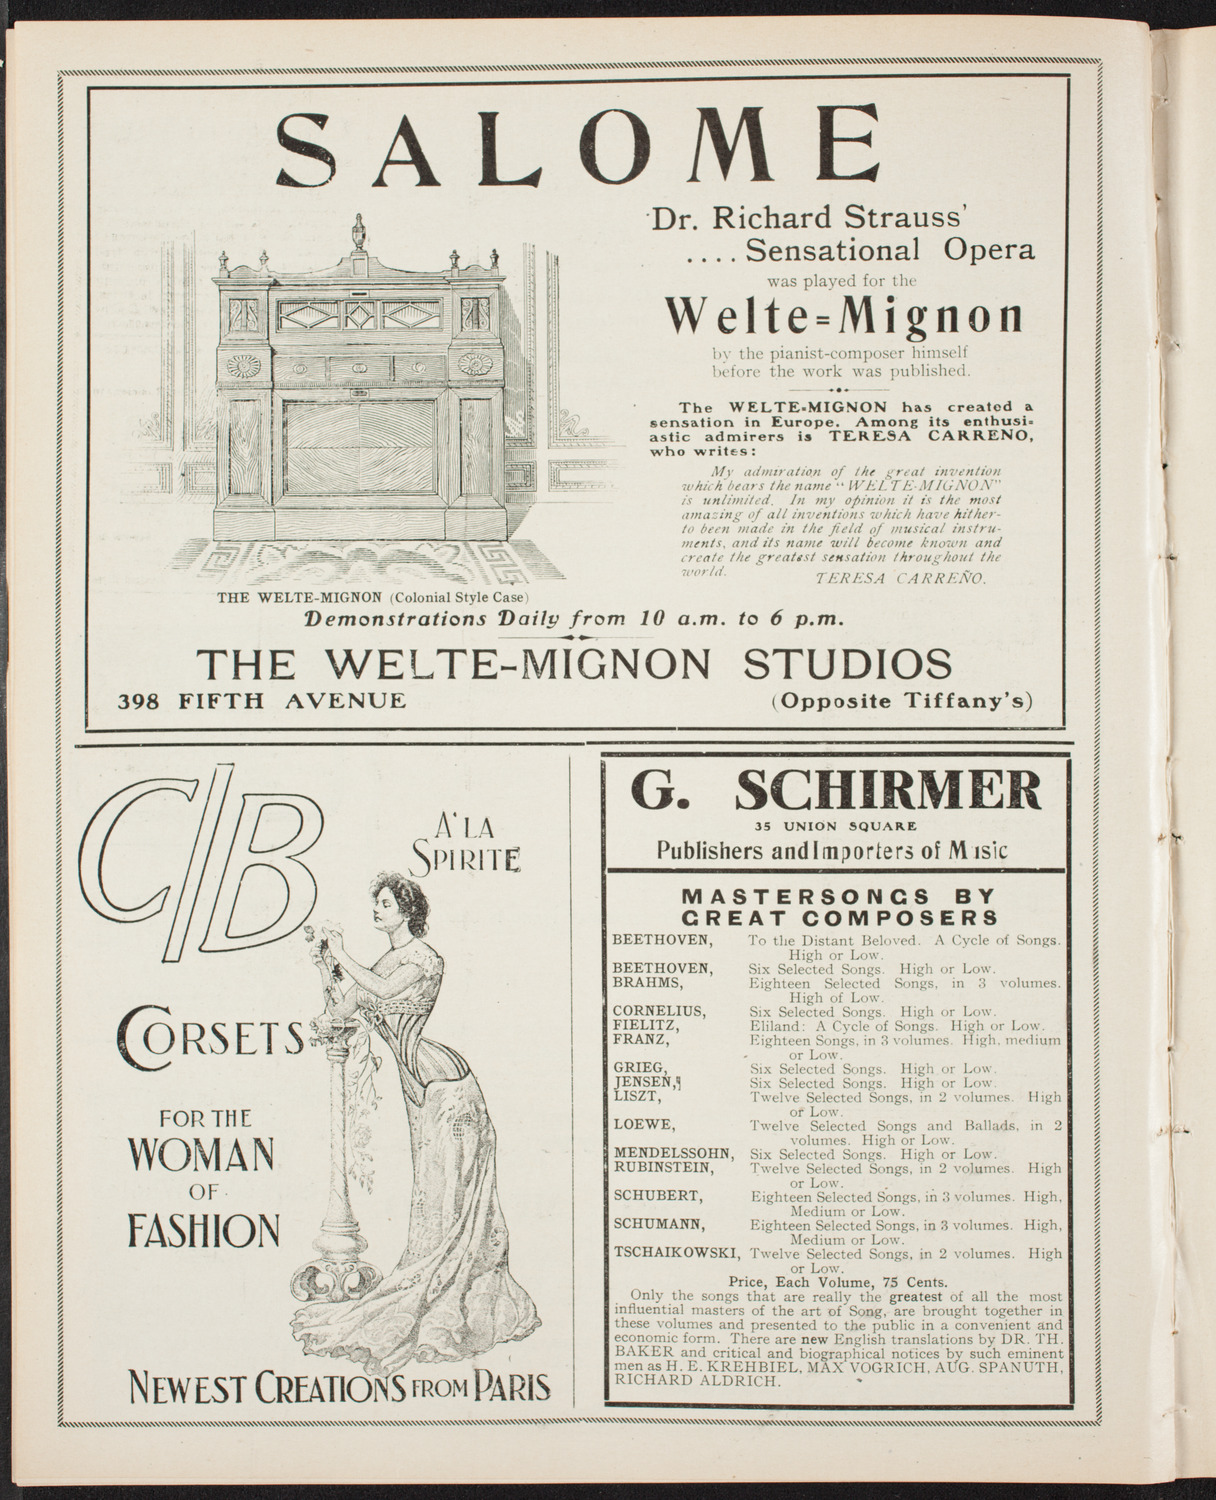 SALOME
Dr. Richard Strauss'
.... Sensational Opera
was played for the
Welte=Mignon
by the pianist-composer himself
before the work was published.
The WELTE-MIGNON has created a
sensation in Europe. Among its enthusi-
astic admirers is TERESA CARRENO,
who writes:
My admiration of the great invention
which bears the name "WELTE-MIGNON"
is unlimited. In my opinion it is the most
amazing of all inventions which have hither-
to been made in the field of musical instru-
ments, and its name will become known and
create the greatest sensation throughout the
world. TERESA CARREÑO.
THE WELTE-MIGNON (Colonial Style Case)
Demonstrations Daily from 10 a.m. to 6 p.m.
THE WELTE-MIGNON STUDIOS
398 FIFTH AVENUE (Opposite Tiffany's)
C/B
A'LA
SPIRITE
CORSETS
FOR THE
WOMAN
OF
FASHION
NEWEST CREATIONS FROM PARIS
G. SCHIRMER
35 UNION SQUARE
Publishers and Importers of Music
MASTERSONGS BY
GREAT COMPOSERS
BEETHOVEN, To the Distant Beloved. A Cycle of Songs.
High or Low.
BEETHOVEN, Six Selected Songs. High or Low.
BRAHMS, Eighteen Selected Songs, in 3 volumes.
High of Low.
CORNELIUS, Six Selected Songs. High or Low.
FIELITZ, Eliland: A Cycle of Songs. High or Low.
FRANZ, Eighteen Songs, in 3 volumes. High, medium
or Low.
GRIEG, Six Selected Songs. High or Low.
JENSEN, Six Selected Songs. High or Low.
LISZT, Twelve Selected Songs, in 2 volumes. High
or Low.
LOEWE, Twelve Selected Songs and Ballads, in 2
volumes. High or Low.
MENDELSSOHN, Six Selected Songs. High or Low.
RUBINSTEIN, Twelve Selected Songs, in 2 volumes. High
or Low.
SCHUBERT, Eighteen Selected Songs, in 3 volumes. High,
Medium or Low.
SCHUMANN, Eighteen Selected Songs, in 3 volumes. High,
Medium or Low.
TSCHAIKOWSKI, Twelve Selected Songs, in 2 volumes. High
or Low.
Price, Each Volume, 75 Cents.
Only the songs that are really the greatest of all the most
influential masters of the art of Song, are brought together in
these volumes and presented to the public in a convenient and
economic form. There are new English translations by DR. TH.
BAKER and critical and biographical notices by such eminent
men as H. E. KREHBIEL, MAX VOGRICH, AUG. SPANUTH,
RICHARD ALDRICH.